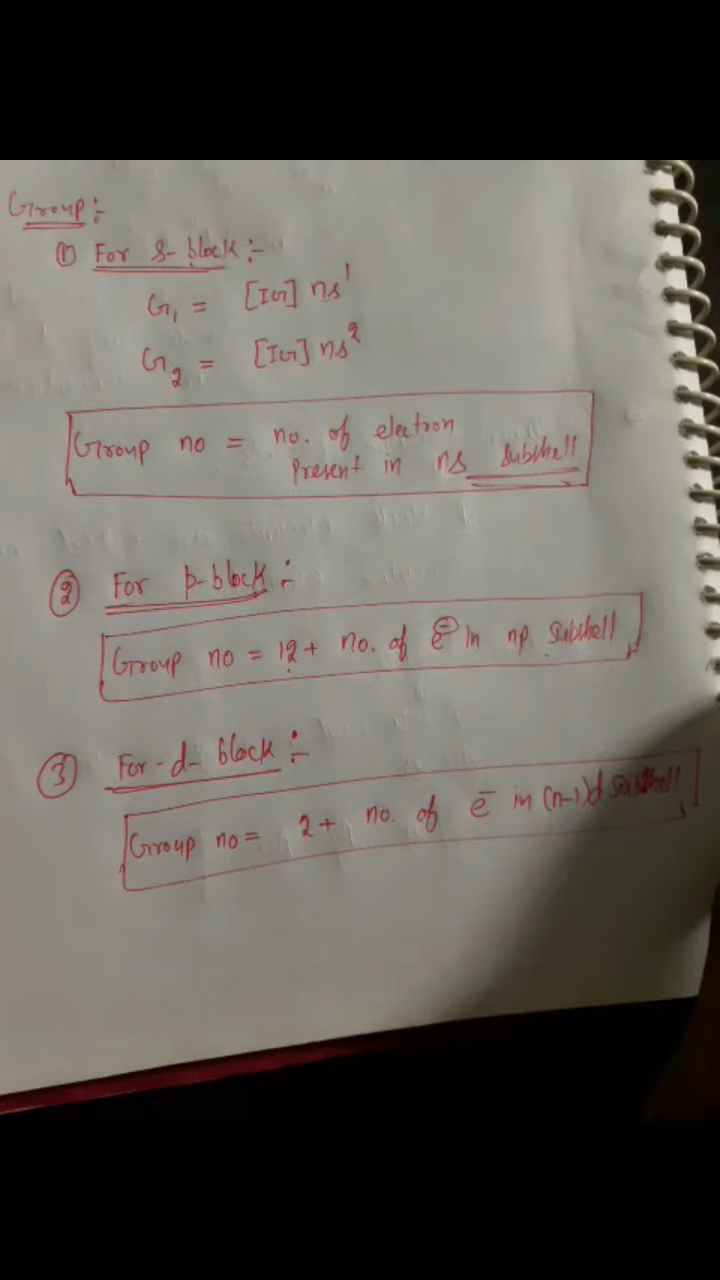 Group :-
① For s-block :-
G₁ = [IG] ns¹
G₂ = [IG] ns²
Group no = no. of electron
present in ns subshell
② For p-block :-
Group no = 12 + no. of e⁻ in np subshell
③ For-d- block :-
Group no = 2 + no. of e⁻ in (n-1)d subshell